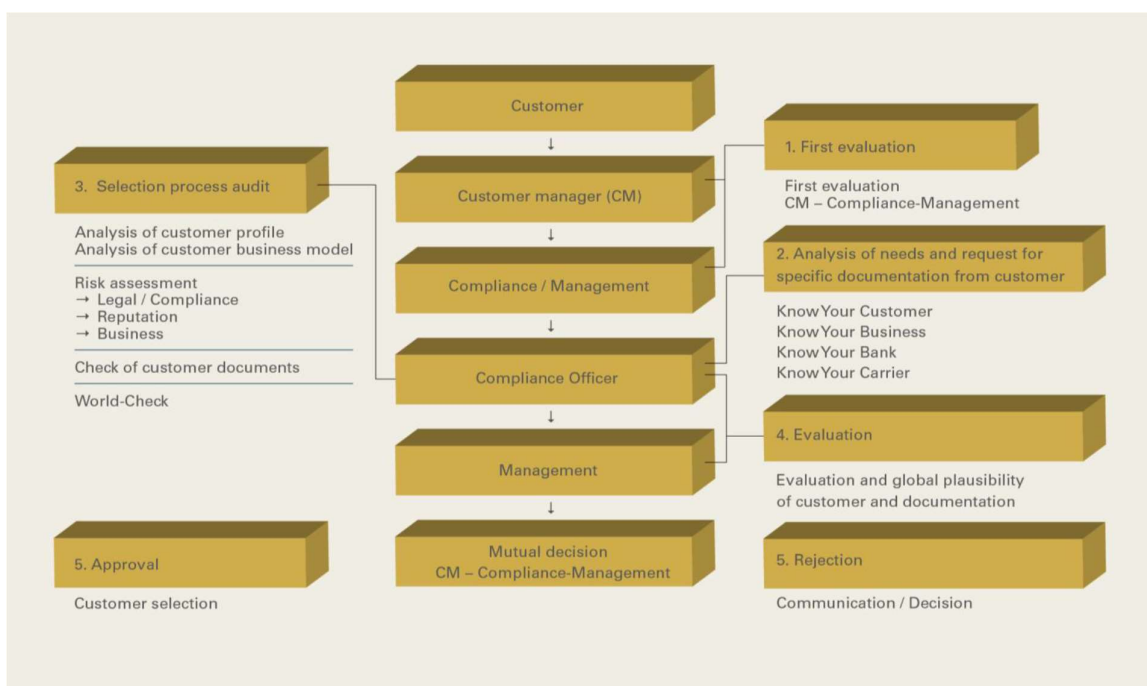 Customer
↓
Customer manager (CM)
↓
Compliance / Management
↓
Compliance Officer
↓
Management
↓
Mutual decision
CM – Compliance-Management
1. First evaluation
First evaluation
CM – Compliance-Management
2. Analysis of needs and request for
specific documentation from customer
Know Your Customer
Know Your Business
Know Your Bank
Know Your Carrier
3. Selection process audit
Analysis of customer profile
Analysis of customer business model
Risk assessment
→ Legal / Compliance
→ Reputation
→ Business
Check of customer documents
World-Check
4. Evaluation
Evaluation and global plausibility
of customer and documentation
5. Approval
Customer selection
5. Rejection
Communication / Decision